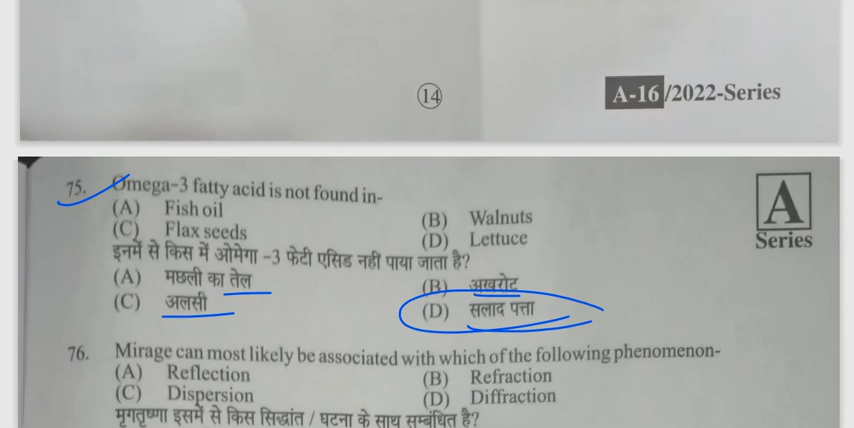 14
A-16/2022-Series
75. Omega-3 fatty acid is not found in-
(A) Fish oil
(B) Walnuts
(C) Flax seeds
(D) Lettuce
A
Series
इनमें से किस में ओमेगा -3 फेटी एसिड नहीं पाया जाता है?
(A) मछली का तेल
(B) अखरोट
(C) अलसी
(D) सलाद पत्ता
76. Mirage can most likely be associated with which of the following phenomenon-
(A) Reflection
(B) Refraction
(C) Dispersion
(D) Diffraction
मृगतृष्णा इसमें से किस सिद्धांत / घटना के साथ सम्बंधित है?